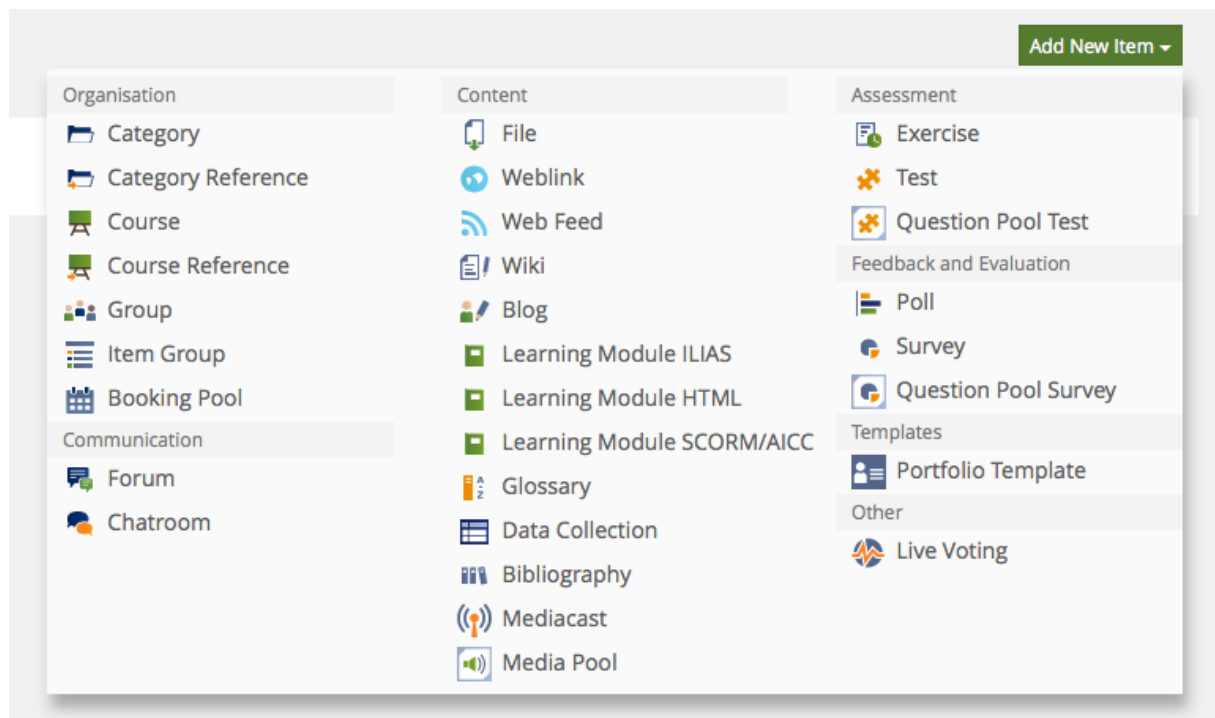 Add New Item
Organisation
Category
Category Reference
Course
Course Reference
Group
Item Group
Booking Pool
Communication
Forum
Chatroom
Content
File
Weblink
Web Feed
Wiki
Blog
Learning Module ILIAS
Learning Module HTML
Learning Module SCORM/AICC
Glossary
Data Collection
Bibliography
Mediacast
Media Pool
Assessment
Exercise
Test
Question Pool Test
Feedback and Evaluation
Poll
Survey
Question Pool Survey
Templates
Portfolio Template
Other
Live Voting